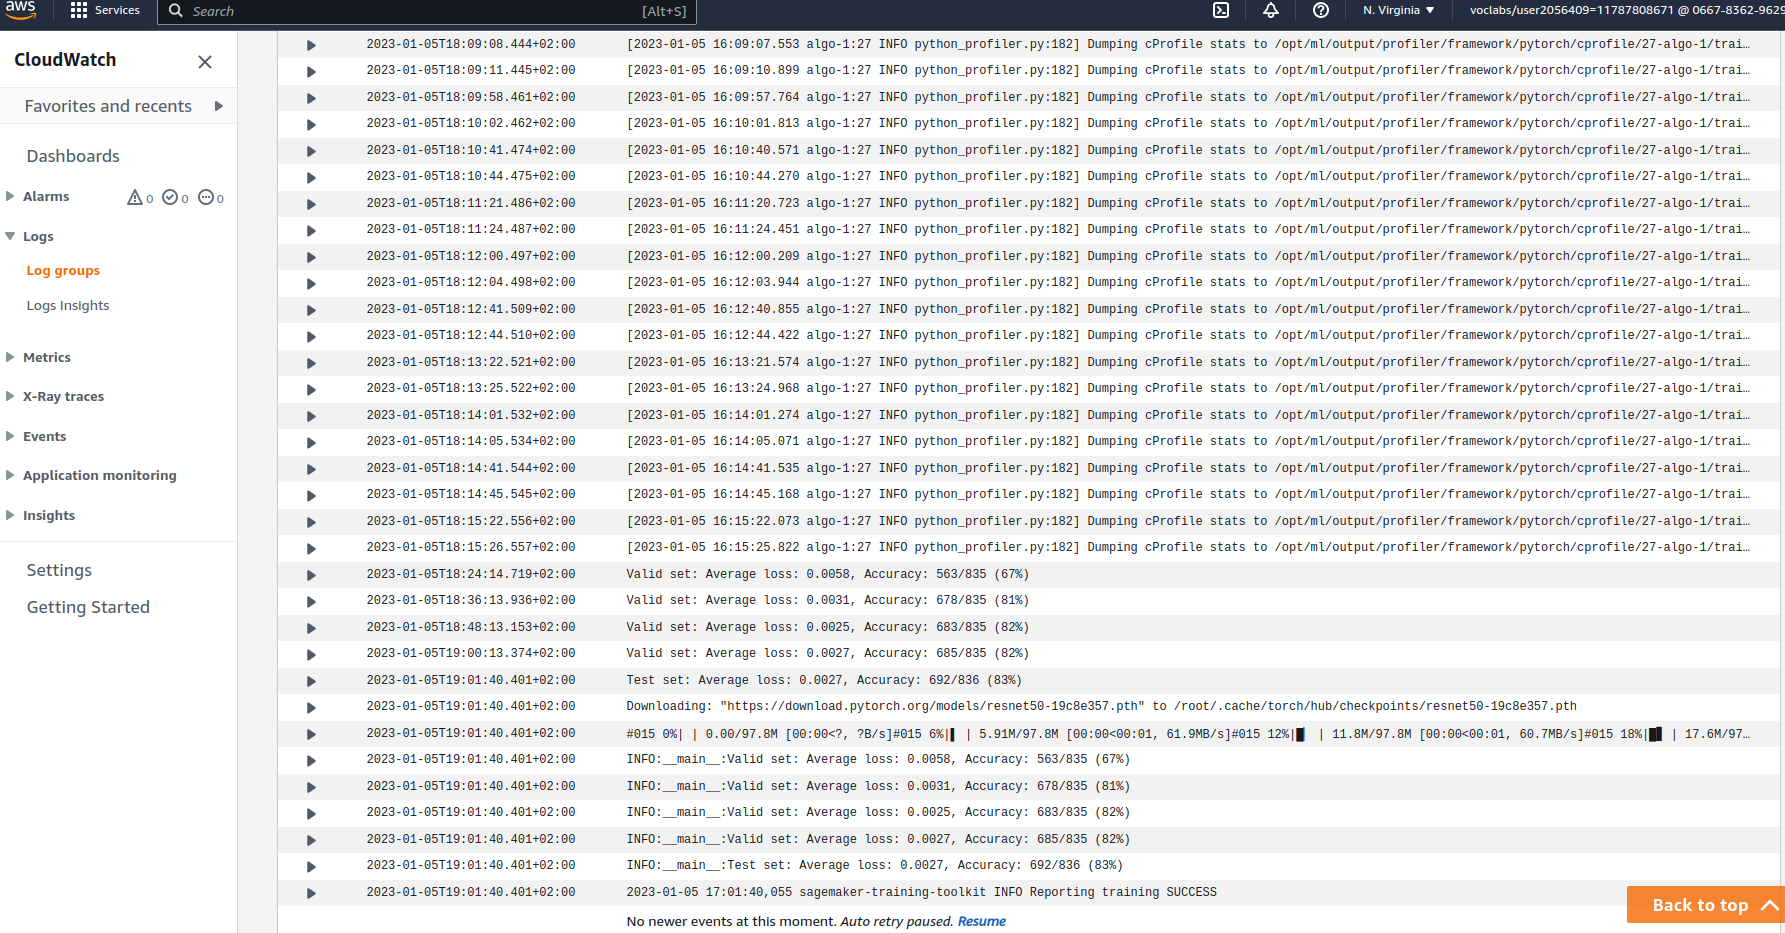 aws Services Search [Alt+S] N. Virginia voclabs/user2056409=11787808671 @ 0667-8362-9629
CloudWatch
Favorites and recents
Dashboards
Alarms 0 0 0
Logs
Log groups
Logs Insights
Metrics
X-Ray traces
Events
Application monitoring
Insights
Settings
Getting Started
2023-01-05T18:09:08.444+02:00 [2023-01-05 16:09:07.553 algo-1:27 INFO python_profiler.py:182] Dumping cProfile stats to /opt/ml/output/profiler/framework/pytorch/cprofile/27-algo-1/trai…
2023-01-05T18:09:11.445+02:00 [2023-01-05 16:09:10.899 algo-1:27 INFO python_profiler.py:182] Dumping cProfile stats to /opt/ml/output/profiler/framework/pytorch/cprofile/27-algo-1/trai…
2023-01-05T18:09:58.461+02:00 [2023-01-05 16:09:57.764 algo-1:27 INFO python_profiler.py:182] Dumping cProfile stats to /opt/ml/output/profiler/framework/pytorch/cprofile/27-algo-1/trai…
2023-01-05T18:10:02.462+02:00 [2023-01-05 16:10:01.813 algo-1:27 INFO python_profiler.py:182] Dumping cProfile stats to /opt/ml/output/profiler/framework/pytorch/cprofile/27-algo-1/trai…
2023-01-05T18:10:41.474+02:00 [2023-01-05 16:10:40.571 algo-1:27 INFO python_profiler.py:182] Dumping cProfile stats to /opt/ml/output/profiler/framework/pytorch/cprofile/27-algo-1/trai…
2023-01-05T18:10:44.475+02:00 [2023-01-05 16:10:44.270 algo-1:27 INFO python_profiler.py:182] Dumping cProfile stats to /opt/ml/output/profiler/framework/pytorch/cprofile/27-algo-1/trai…
2023-01-05T18:11:21.486+02:00 [2023-01-05 16:11:20.723 algo-1:27 INFO python_profiler.py:182] Dumping cProfile stats to /opt/ml/output/profiler/framework/pytorch/cprofile/27-algo-1/trai…
2023-01-05T18:11:24.487+02:00 [2023-01-05 16:11:24.451 algo-1:27 INFO python_profiler.py:182] Dumping cProfile stats to /opt/ml/output/profiler/framework/pytorch/cprofile/27-algo-1/trai…
2023-01-05T18:12:00.497+02:00 [2023-01-05 16:12:00.209 algo-1:27 INFO python_profiler.py:182] Dumping cProfile stats to /opt/ml/output/profiler/framework/pytorch/cprofile/27-algo-1/trai…
2023-01-05T18:12:04.498+02:00 [2023-01-05 16:12:03.944 algo-1:27 INFO python_profiler.py:182] Dumping cProfile stats to /opt/ml/output/profiler/framework/pytorch/cprofile/27-algo-1/trai…
2023-01-05T18:12:41.509+02:00 [2023-01-05 16:12:40.855 algo-1:27 INFO python_profiler.py:182] Dumping cProfile stats to /opt/ml/output/profiler/framework/pytorch/cprofile/27-algo-1/trai…
2023-01-05T18:12:44.510+02:00 [2023-01-05 16:12:44.422 algo-1:27 INFO python_profiler.py:182] Dumping cProfile stats to /opt/ml/output/profiler/framework/pytorch/cprofile/27-algo-1/trai…
2023-01-05T18:13:22.521+02:00 [2023-01-05 16:13:21.574 algo-1:27 INFO python_profiler.py:182] Dumping cProfile stats to /opt/ml/output/profiler/framework/pytorch/cprofile/27-algo-1/trai…
2023-01-05T18:13:25.522+02:00 [2023-01-05 16:13:24.968 algo-1:27 INFO python_profiler.py:182] Dumping cProfile stats to /opt/ml/output/profiler/framework/pytorch/cprofile/27-algo-1/trai…
2023-01-05T18:14:01.532+02:00 [2023-01-05 16:14:01.274 algo-1:27 INFO python_profiler.py:182] Dumping cProfile stats to /opt/ml/output/profiler/framework/pytorch/cprofile/27-algo-1/trai…
2023-01-05T18:14:05.534+02:00 [2023-01-05 16:14:05.071 algo-1:27 INFO python_profiler.py:182] Dumping cProfile stats to /opt/ml/output/profiler/framework/pytorch/cprofile/27-algo-1/trai…
2023-01-05T18:14:41.544+02:00 [2023-01-05 16:14:41.535 algo-1:27 INFO python_profiler.py:182] Dumping cProfile stats to /opt/ml/output/profiler/framework/pytorch/cprofile/27-algo-1/trai…
2023-01-05T18:14:45.545+02:00 [2023-01-05 16:14:45.168 algo-1:27 INFO python_profiler.py:182] Dumping cProfile stats to /opt/ml/output/profiler/framework/pytorch/cprofile/27-algo-1/trai…
2023-01-05T18:15:22.556+02:00 [2023-01-05 16:15:22.073 algo-1:27 INFO python_profiler.py:182] Dumping cProfile stats to /opt/ml/output/profiler/framework/pytorch/cprofile/27-algo-1/trai…
2023-01-05T18:15:26.557+02:00 [2023-01-05 16:15:25.822 algo-1:27 INFO python_profiler.py:182] Dumping cProfile stats to /opt/ml/output/profiler/framework/pytorch/cprofile/27-algo-1/trai…
2023-01-05T18:24:14.719+02:00 Valid set: Average loss: 0.0058, Accuracy: 563/835 (67%)
2023-01-05T18:36:13.936+02:00 Valid set: Average loss: 0.0031, Accuracy: 678/835 (81%)
2023-01-05T18:48:13.153+02:00 Valid set: Average loss: 0.0025, Accuracy: 683/835 (82%)
2023-01-05T19:00:13.374+02:00 Valid set: Average loss: 0.0027, Accuracy: 685/835 (82%)
2023-01-05T19:01:40.401+02:00 Test set: Average loss: 0.0027, Accuracy: 692/836 (83%)
2023-01-05T19:01:40.401+02:00 Downloading: "https://download.pytorch.org/models/resnet50-19c8e357.pth" to /root/.cache/torch/hub/checkpoints/resnet50-19c8e357.pth
2023-01-05T19:01:40.401+02:00 #015 0%| | 0.00/97.8M [00:00<?, ?B/s]#015 6%|▌ | 5.91M/97.8M [00:00<00:01, 61.9MB/s]#015 12%|█▏ | 11.8M/97.8M [00:00<00:01, 60.7MB/s]#015 18%|█▊ | 17.6M/97…
2023-01-05T19:01:40.401+02:00 INFO:__main__:Valid set: Average loss: 0.0058, Accuracy: 563/835 (67%)
2023-01-05T19:01:40.401+02:00 INFO:__main__:Valid set: Average loss: 0.0031, Accuracy: 678/835 (81%)
2023-01-05T19:01:40.401+02:00 INFO:__main__:Valid set: Average loss: 0.0025, Accuracy: 683/835 (82%)
2023-01-05T19:01:40.401+02:00 INFO:__main__:Valid set: Average loss: 0.0027, Accuracy: 685/835 (82%)
2023-01-05T19:01:40.401+02:00 INFO:__main__:Test set: Average loss: 0.0027, Accuracy: 692/836 (83%)
2023-01-05T19:01:40.401+02:00 2023-01-05 17:01:40,055 sagemaker-training-toolkit INFO Reporting training SUCCESS
No newer events at this moment. Auto retry paused. Resume
Back to top